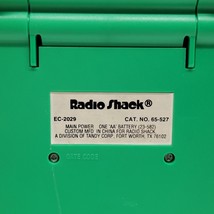 Radio Shack®
EC-2029 CAT. NO. 65-527
MAIN POWER ONE 'AA' BATTERY (23-582)
CUSTOM MFD. IN CHINA FOR RADIO SHACK,
A DIVISION OF TANDY CORP., FORT WORTH, TX 76102